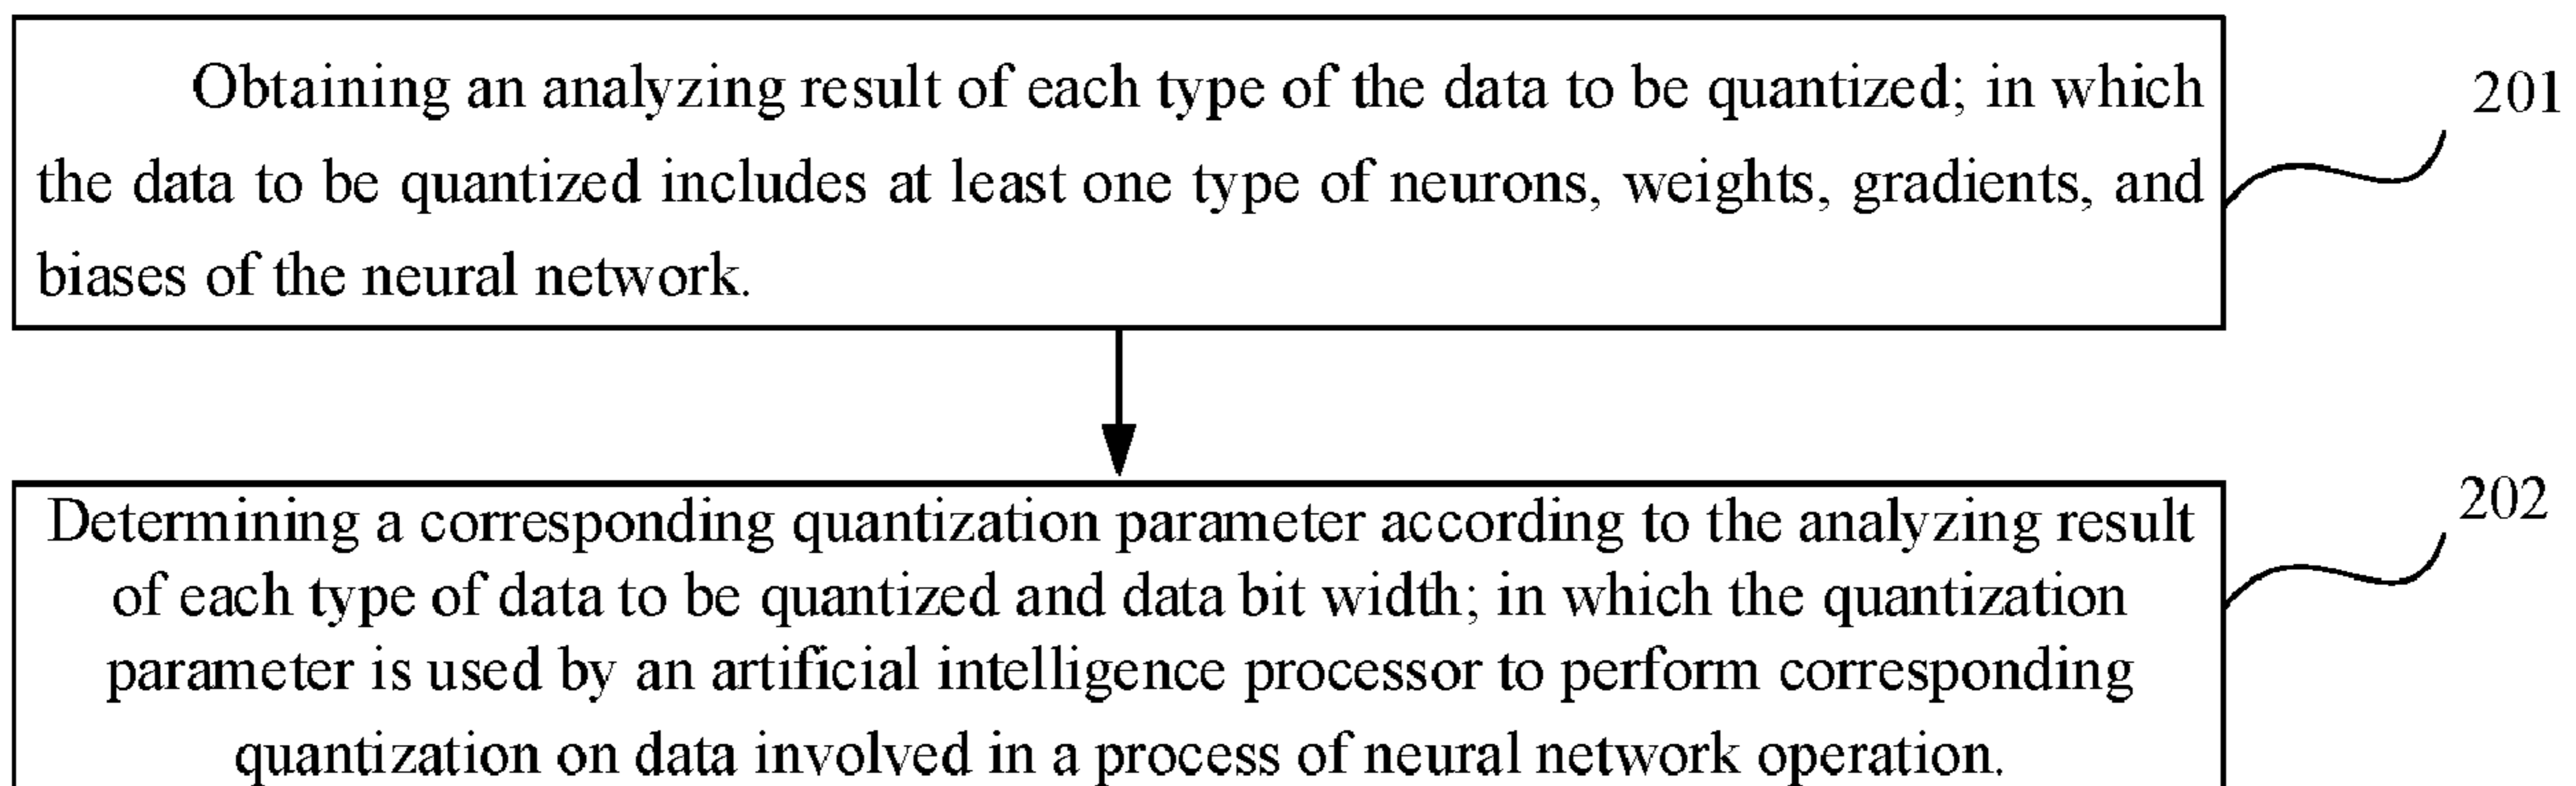 Obtaining an analyzing result of each type of the data to be quantized; in which
the data to be quantized includes at least one type of neurons, weights, gradients, and
biases of the neural network.
201
Determining a corresponding quantization parameter according to the analyzing result
of each type of data to be quantized and data bit width; in which the quantization
parameter is used by an artificial intelligence processor to perform corresponding
quantization on data involved in a process of neural network operation.
202